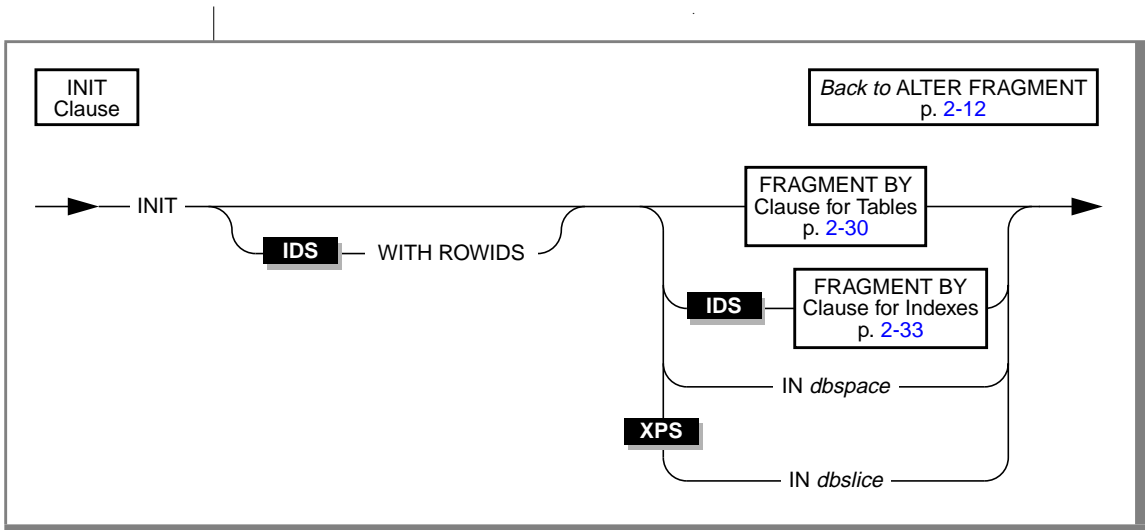 INIT
Clause
Back to ALTER FRAGMENT
p. 2-12
INIT
IDS
WITH ROWIDS
FRAGMENT BY
Clause for Tables
p. 2-30
IDS
FRAGMENT BY
Clause for Indexes
p. 2-33
IN dbspace
XPS
IN dbslice